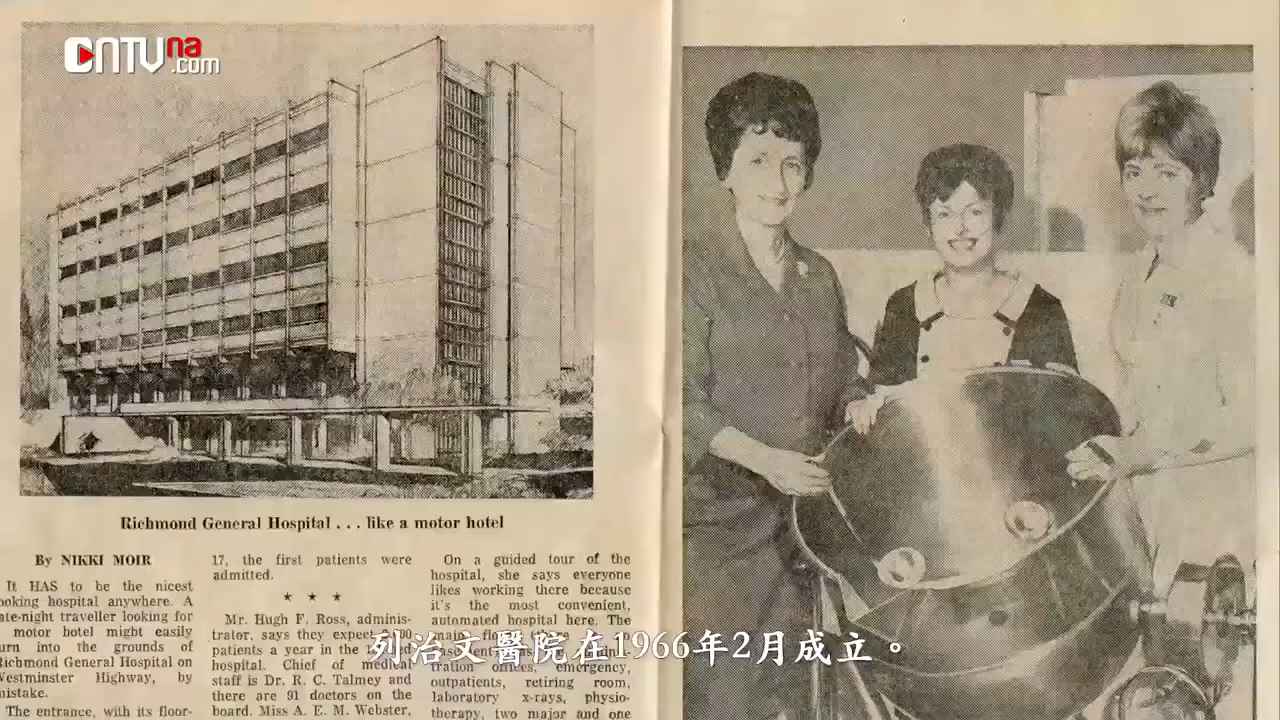 CNTVna
.com
Richmond General Hospital . . . like a motor hotel
By NIKKI MOIR
It HAS to be the nicest
looking hospital anywhere. A
late-night traveller looking for
motor hotel might easily
turn into the grounds of
Richmond General Hospital on
Westminster Highway, by
mistake.
The entrance, with its floor-
17, the first patients were
admitted.
★ ★ ★
Mr. Hugh F. Ross, adminis-
trator, says they expect
patients a year in the
hospital. Chief of medical
staff is Dr. R. C. Talmey and
there are 91 doctors on the
board. Miss A. E. M. Webster,
On a guided tour of the
hospital, she says everyone
likes working there because
it's the most convenient,
automated hospital here. The
emergency,
outpatients, retiring room,
laboratory x-rays, physio-
therapy, two major and one
列治文醫院在1966年2月成立。